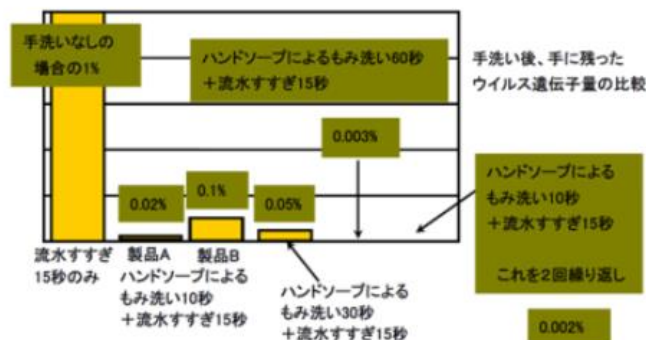 手洗いなしの
場合の1%
ハンドソープによるもみ洗い60秒
＋流水すすぎ15秒
手洗い後、手に残った
ウイルス遺伝子量の比較
0.003%
0.02%
0.1%
0.05%
ハンドソープによる
もみ洗い10秒
＋流水すすぎ15秒
これを２回繰り返し
0.002%
流水すすぎ
15秒のみ
製品A
製品B
ハンドソープによる
もみ洗い10秒
＋流水すすぎ15秒
ハンドソープによる
もみ洗い30秒
＋流水すすぎ15秒